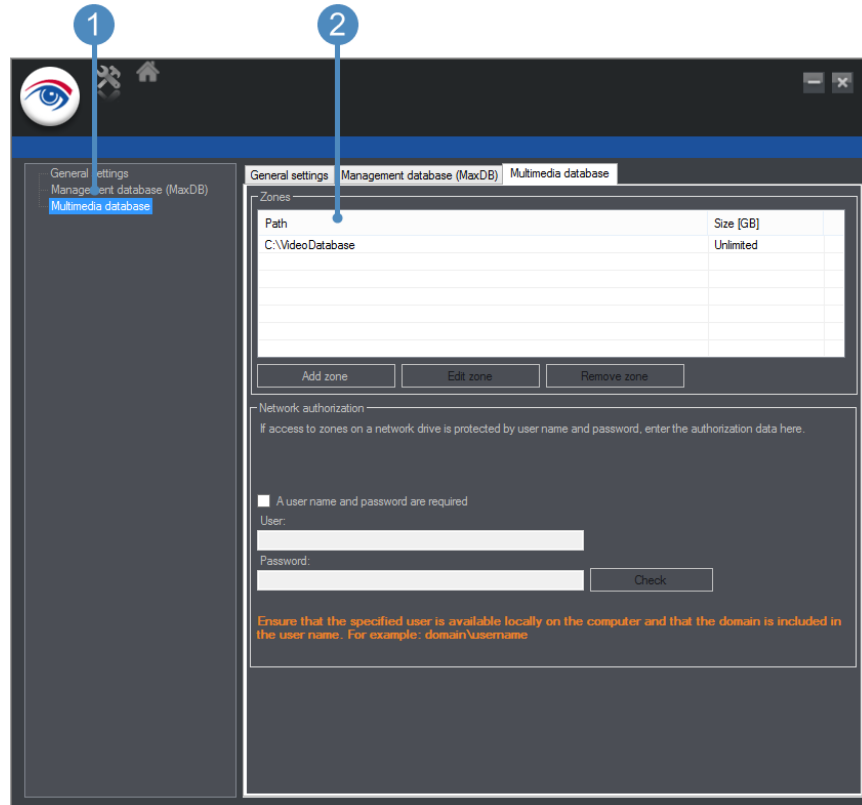 1
2
General settings
Management database (MaxDB)
Multimedia database
General settings
Management database (MaxDB)
Multimedia database
Zones
Path
Size [GB]
C:\VideoDatabase
Unlimited
Add zone
Edit zone
Remove zone
Network authorization
If access to zones on a network drive is protected by user name and password, enter the authorization data here.
A user name and password are required
User:
Password:
Check
Ensure that the specified user is available locally on the computer and that the domain is included in
the user name. For example: domain\username